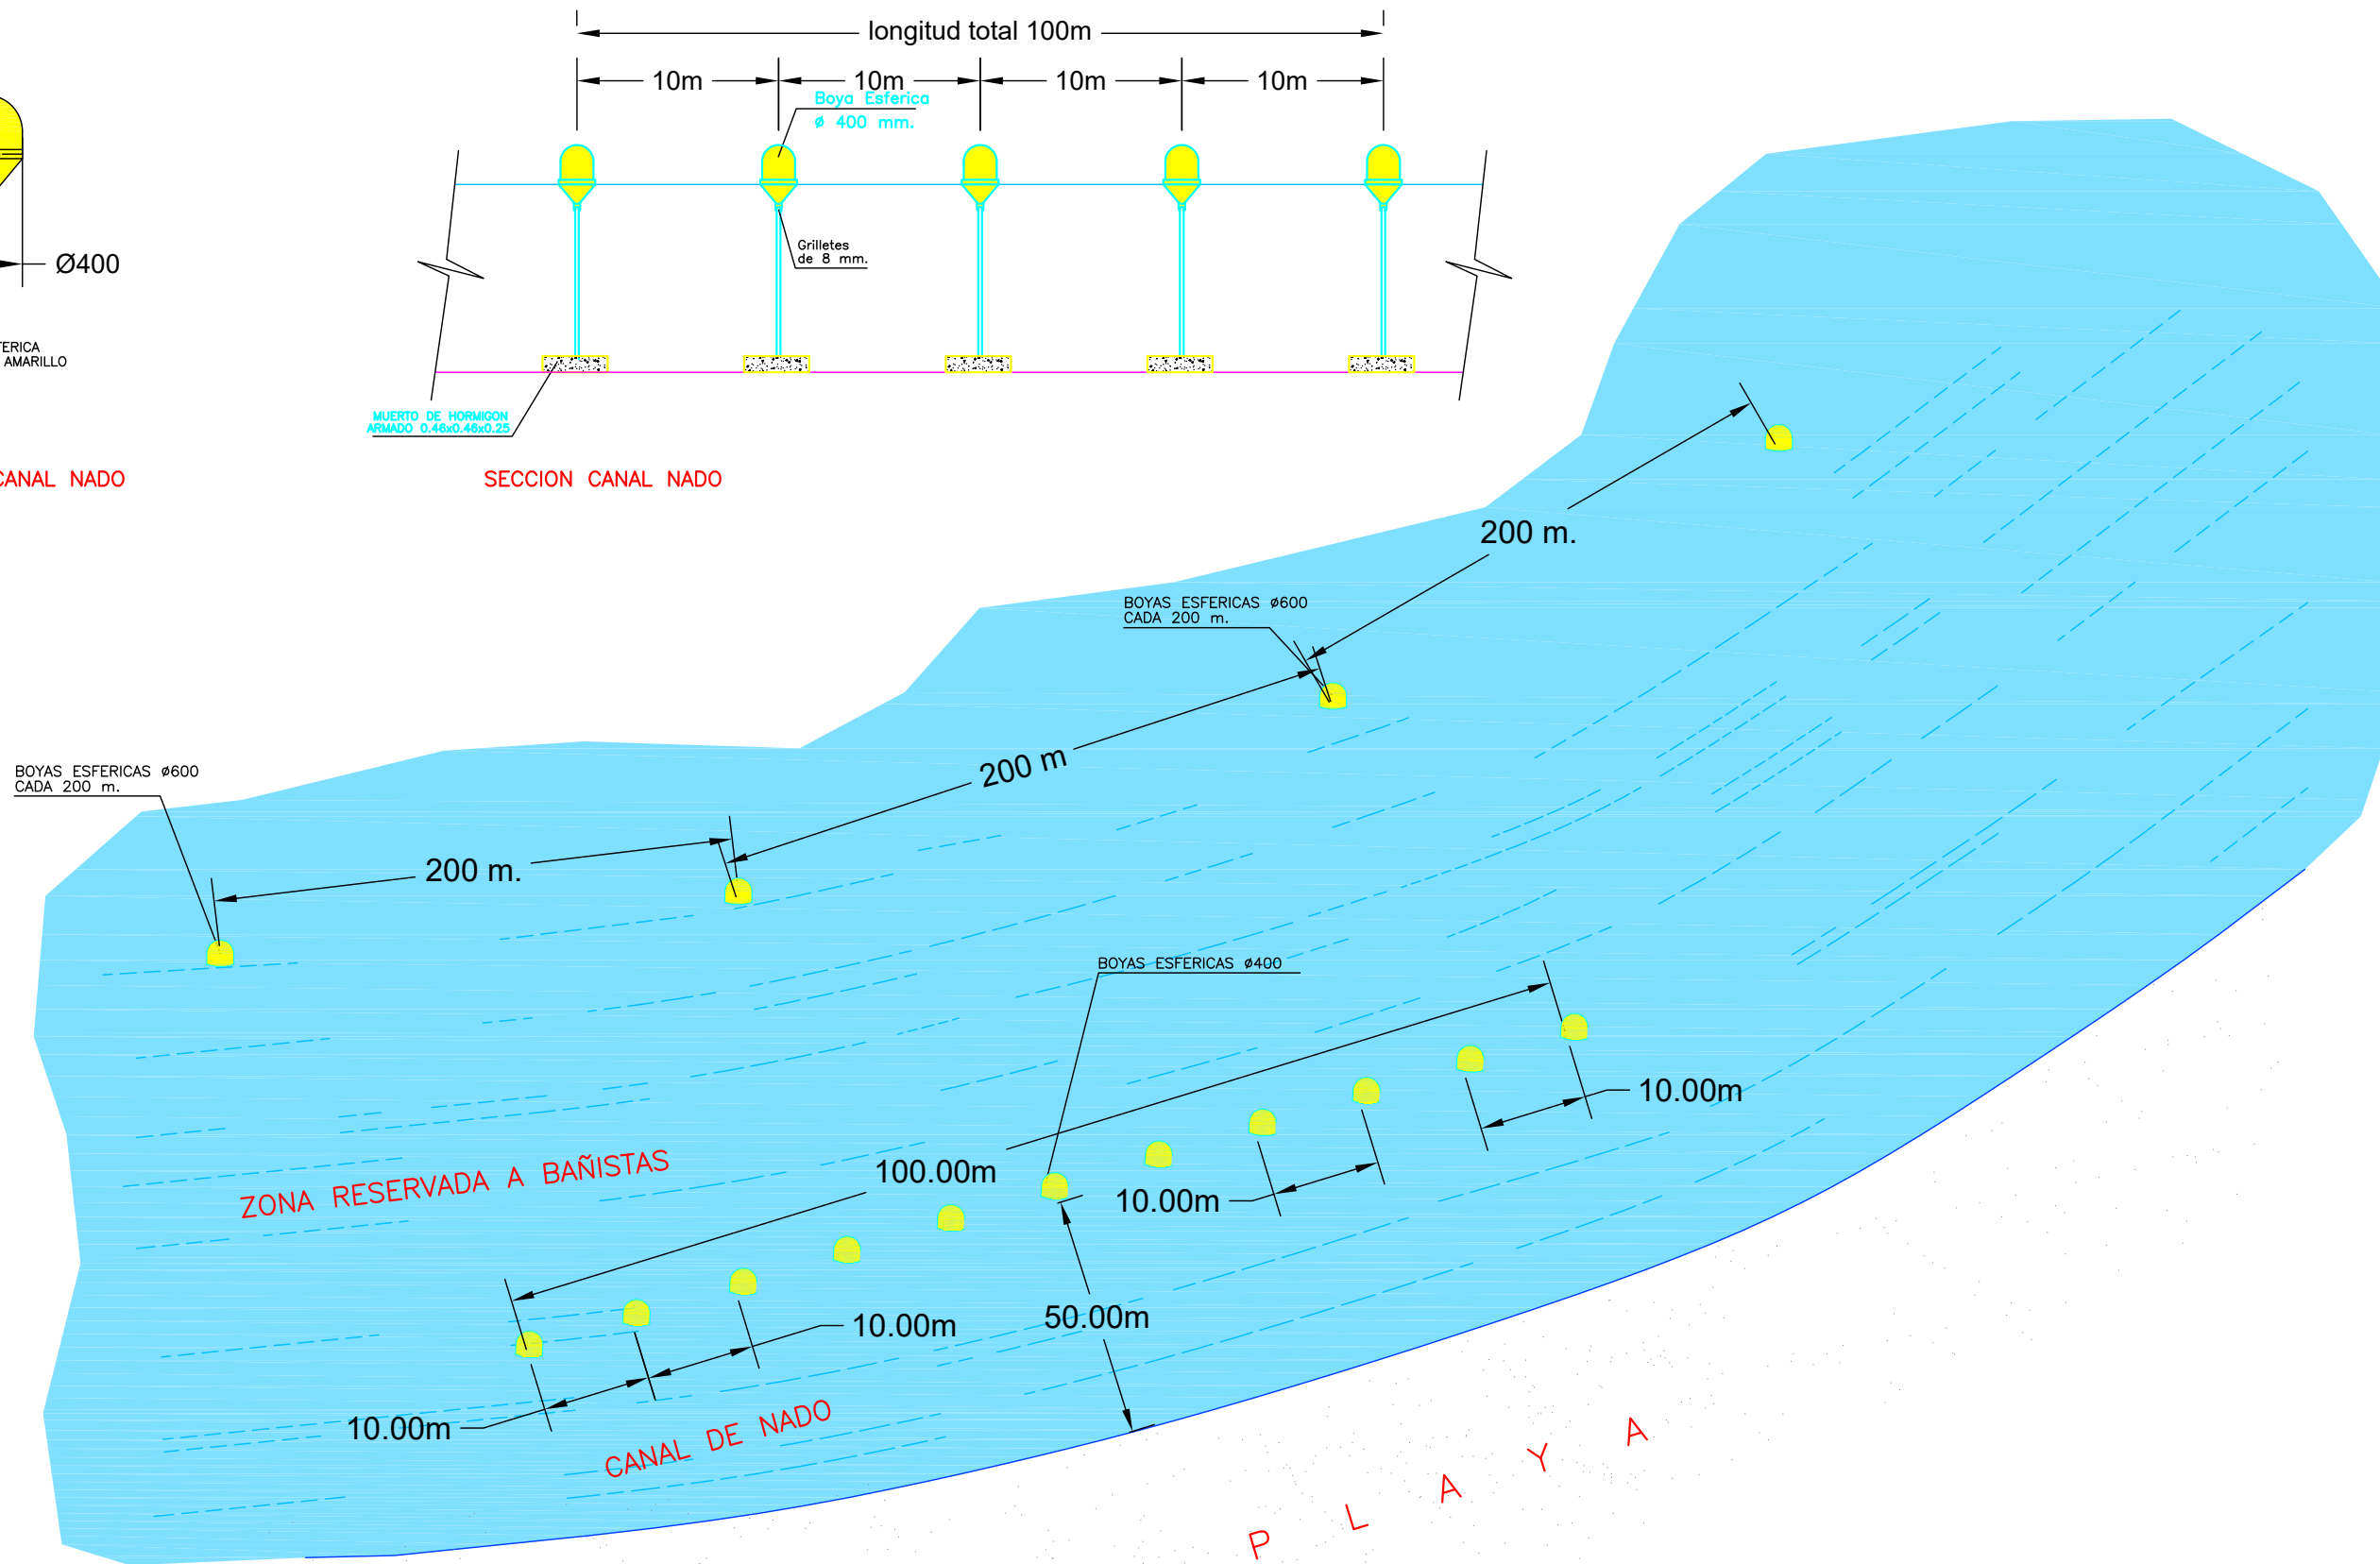 longitud total 100m
10m
10m
10m
10m
Boya Esferica
ø 400 mm.
Grilletes
de 8 mm.
Ø400
AMARILLO
MUERTO DE HORMIGON
ARMADO 0.46x0.46x0.25
CANAL NADO
SECCION CANAL NADO
200 m.
BOYAS ESFERICAS ø600
CADA 200 m.
200 m
BOYAS ESFERICAS ø600
CADA 200 m.
200 m.
BOYAS ESFERICAS ø400
10.00m
100.00m
10.00m
ZONA RESERVADA A BAÑISTAS
50.00m
10.00m
10.00m
CANAL DE NADO
PLAYA